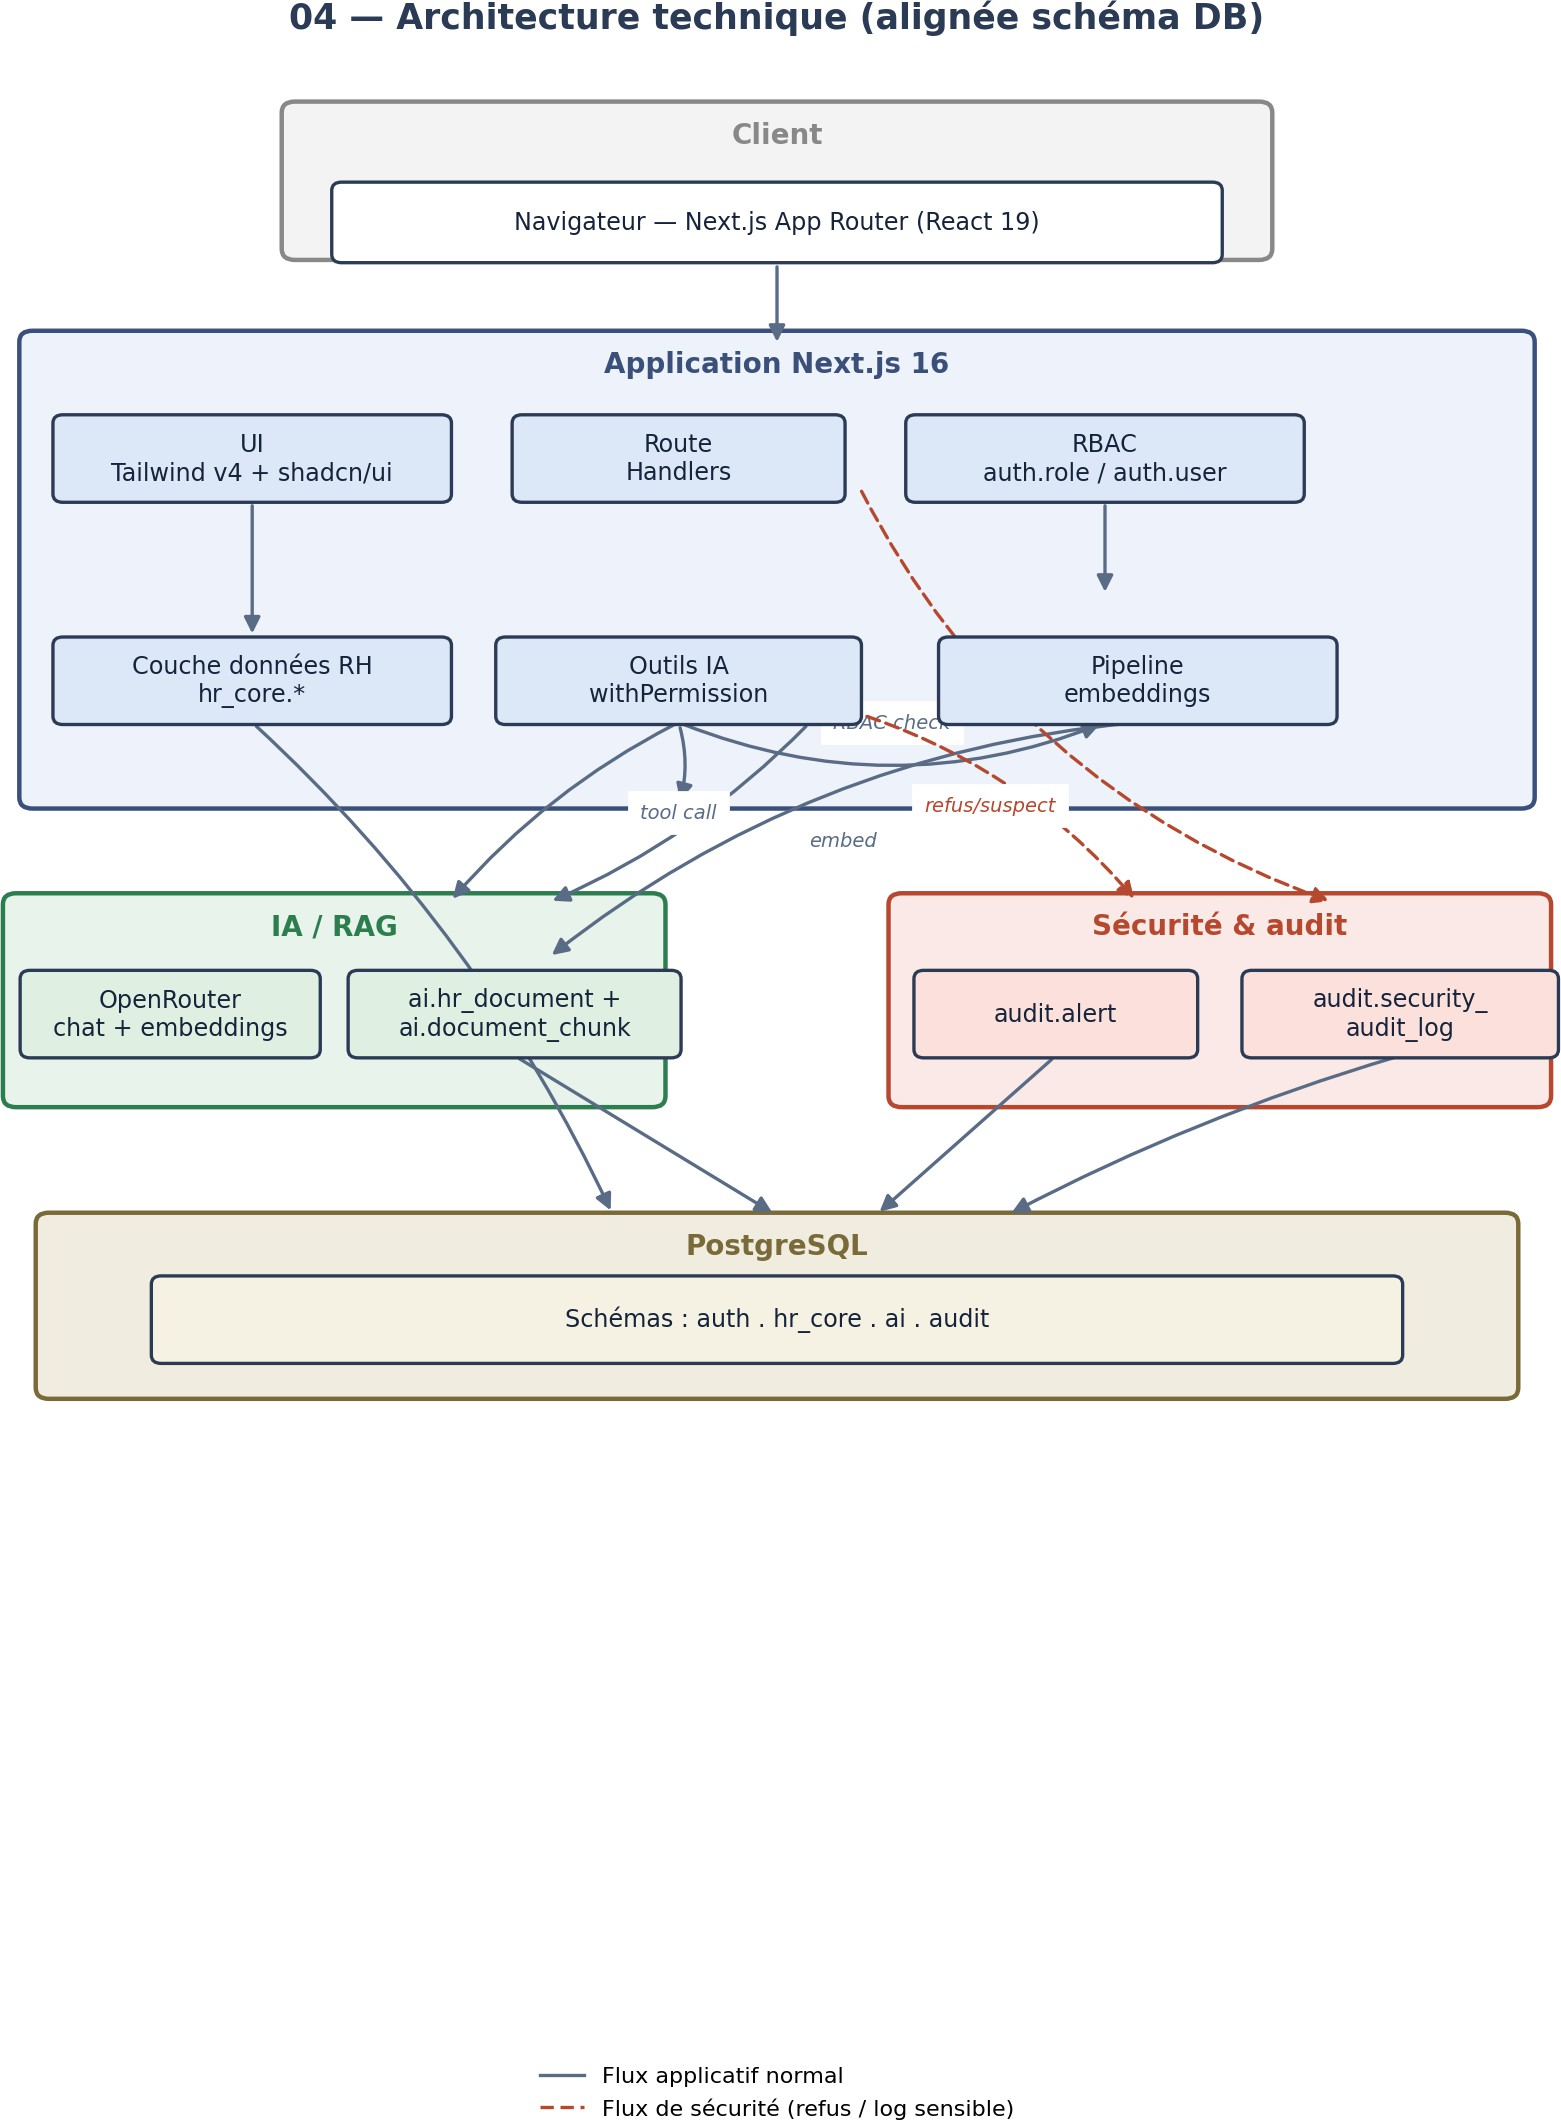 04 — Architecture technique (alignée schéma DB)
Client
Navigateur — Next.js App Router (React 19)
Application Next.js 16
UI
Tailwind v4 + shadcn/ui
Route
Handlers
RBAC
auth.role / auth.user
Couche données RH
hr_core.*
Outils IA
withPermission
Pipeline
embeddings
RBAC check
tool call
refus/suspect
embed
IA / RAG
OpenRouter
chat + embeddings
ai.hr_document +
ai.document_chunk
Sécurité & audit
audit.alert
audit.security_
audit_log
PostgreSQL
Schémas : auth . hr_core . ai . audit
Flux applicatif normal
Flux de sécurité (refus / log sensible)